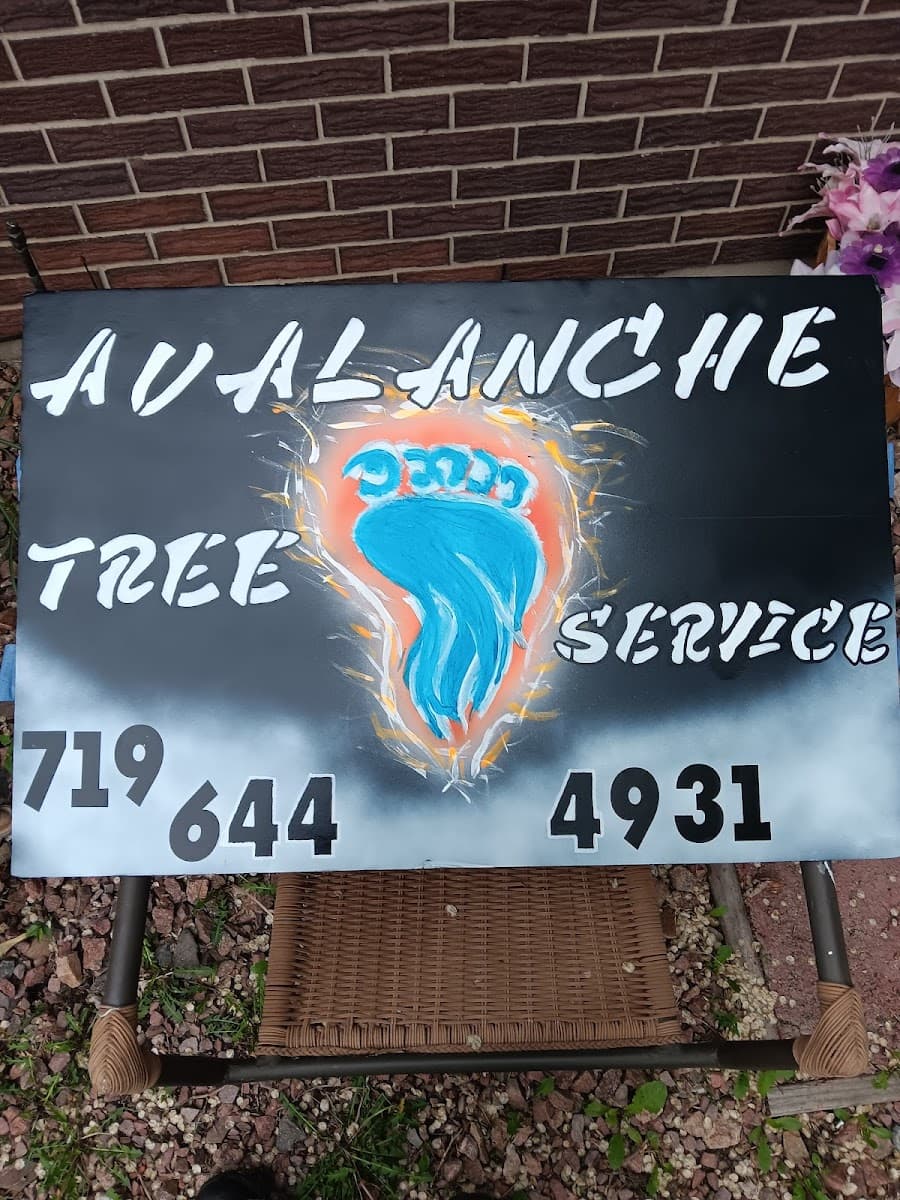 AVALANCHE
TREE
SERVICE
719 644 4931